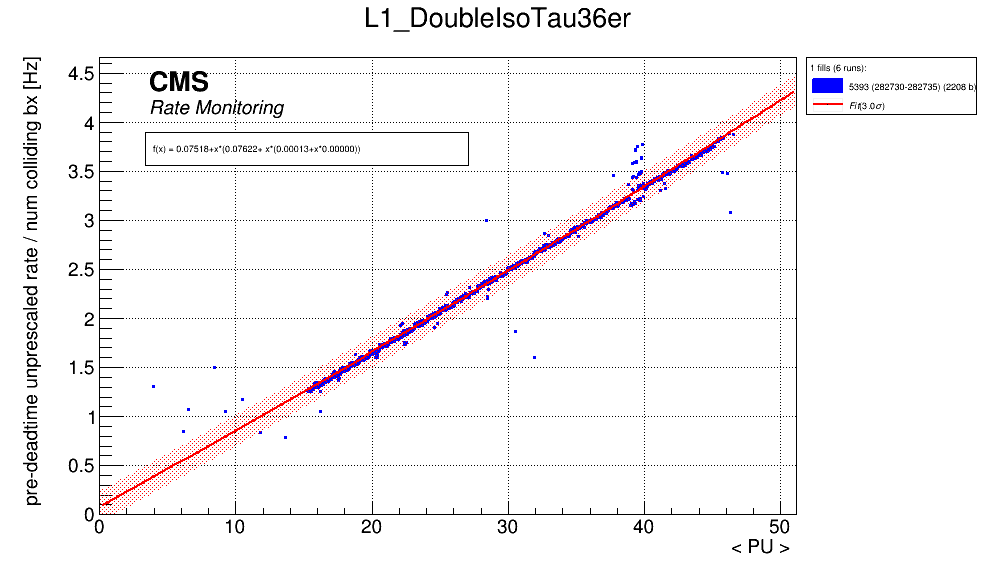 L1_DoubleIsoTau36er
pre-deadtime unprescaled rate / num colliding bx [Hz]
CMS
Rate Monitoring
f(x) = 0.07518+x*(0.07622+ x*(0.00013+x*0.00000))
4.5
4
3.5
3
2.5
2
1.5
1
0.5
0
0 10 20 30 40 50
< PU >
1 fills (6 runs):
5393 (282730-282735) (2208 b)
Fit(3.0σ)